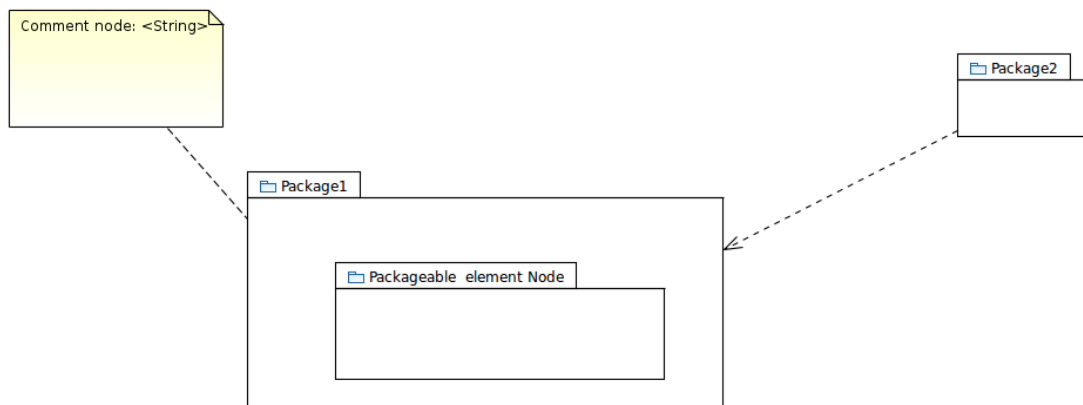 Comment node: <String>
Package2
Package1
Packageable element Node